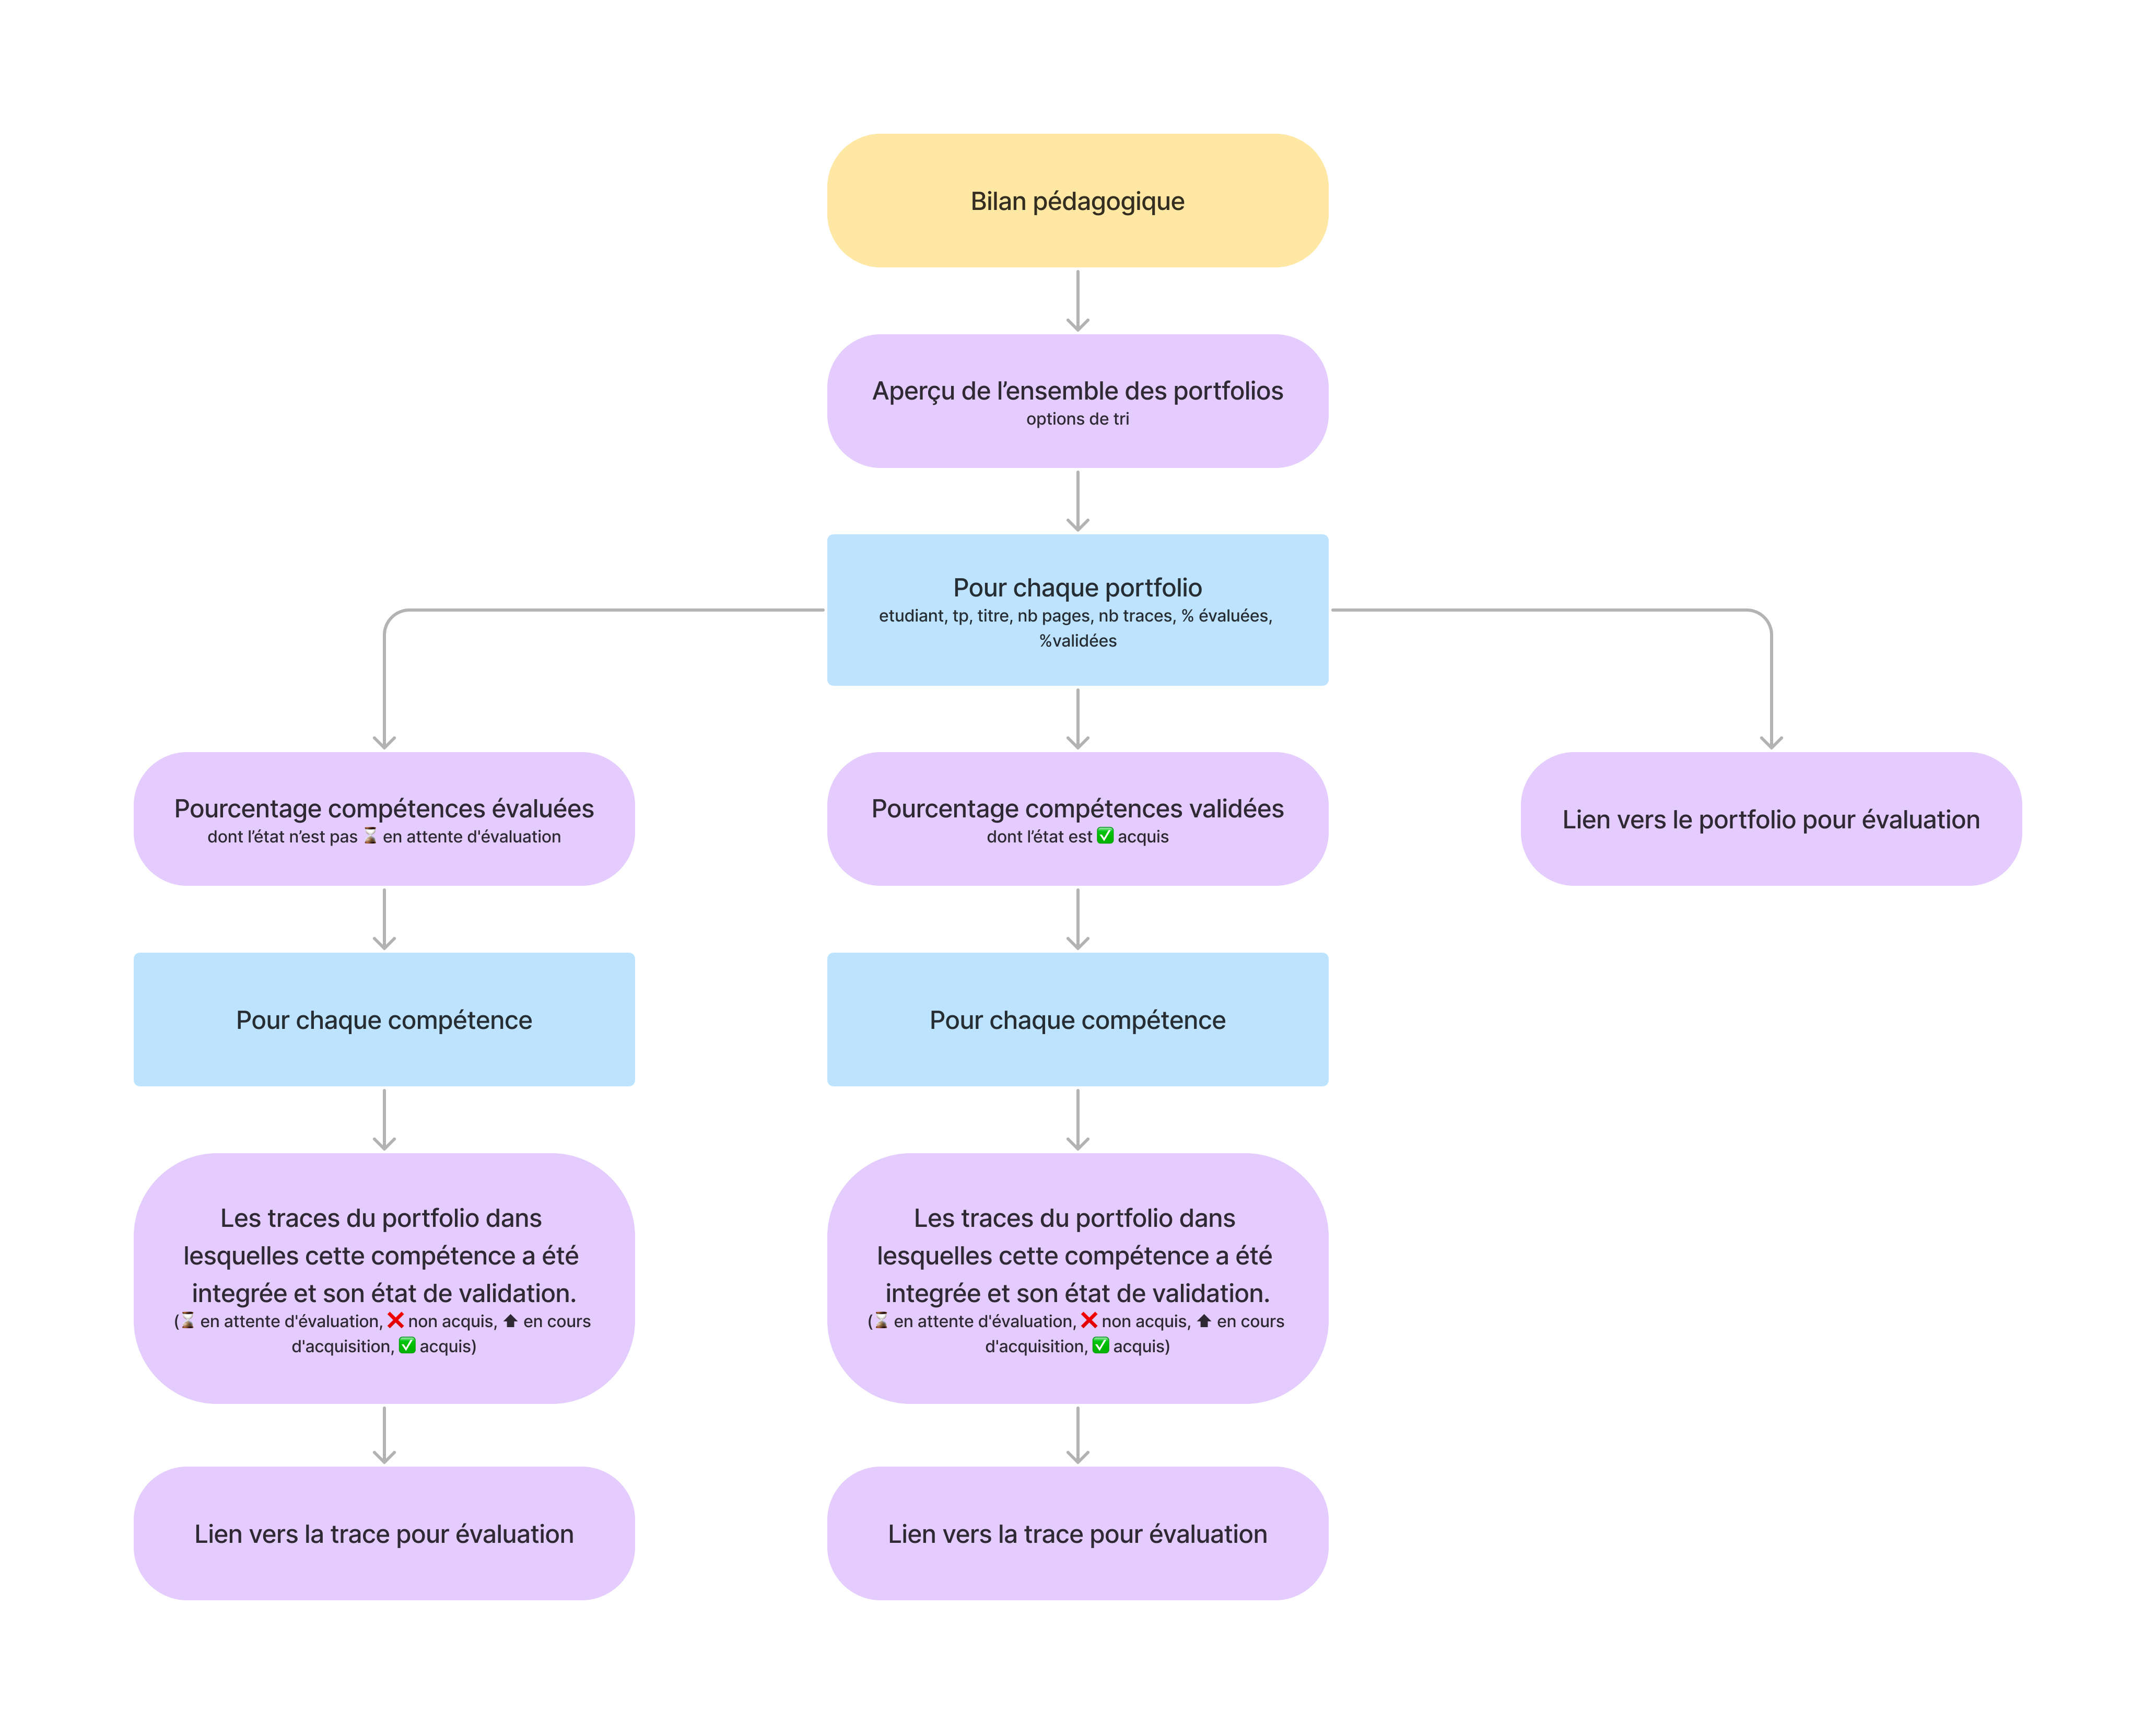 Bilan pédagogique
Aperçu de l’ensemble des portfolios
options de tri
Pour chaque portfolio
etudiant, tp, titre, nb pages, nb traces, % évaluées,
%validées
Pourcentage compétences évaluées
dont l’état n’est pas ⌛ en attente d'évaluation
Pourcentage compétences validées
dont l’état est ✅ acquis
Lien vers le portfolio pour évaluation
Pour chaque compétence
Pour chaque compétence
Les traces du portfolio dans
lesquelles cette compétence a été
integrée et son état de validation.
(⌛ en attente d'évaluation, ❌ non acquis, ⬆ en cours
d'acquisition, ✅ acquis)
Les traces du portfolio dans
lesquelles cette compétence a été
integrée et son état de validation.
(⌛ en attente d'évaluation, ❌ non acquis, ⬆ en cours
d'acquisition, ✅ acquis)
Lien vers la trace pour évaluation
Lien vers la trace pour évaluation